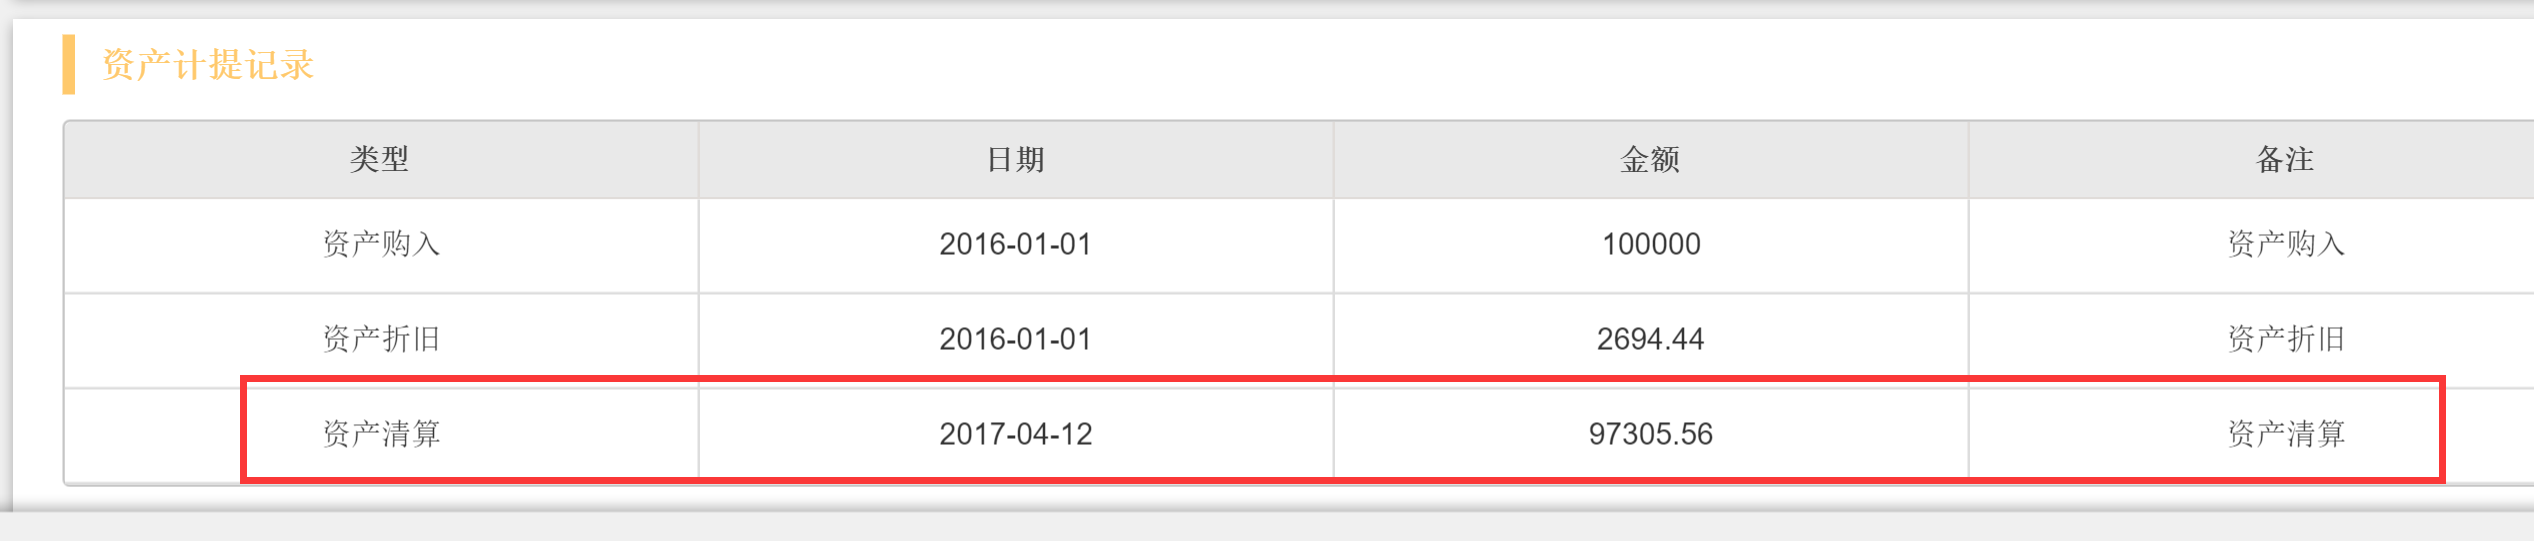 资产计提记录
类型 日期 金额 备注
资产购入 2016-01-01 100000 资产购入
资产折旧 2016-01-01 2694.44 资产折旧
资产清算 2017-04-12 97305.56 资产清算